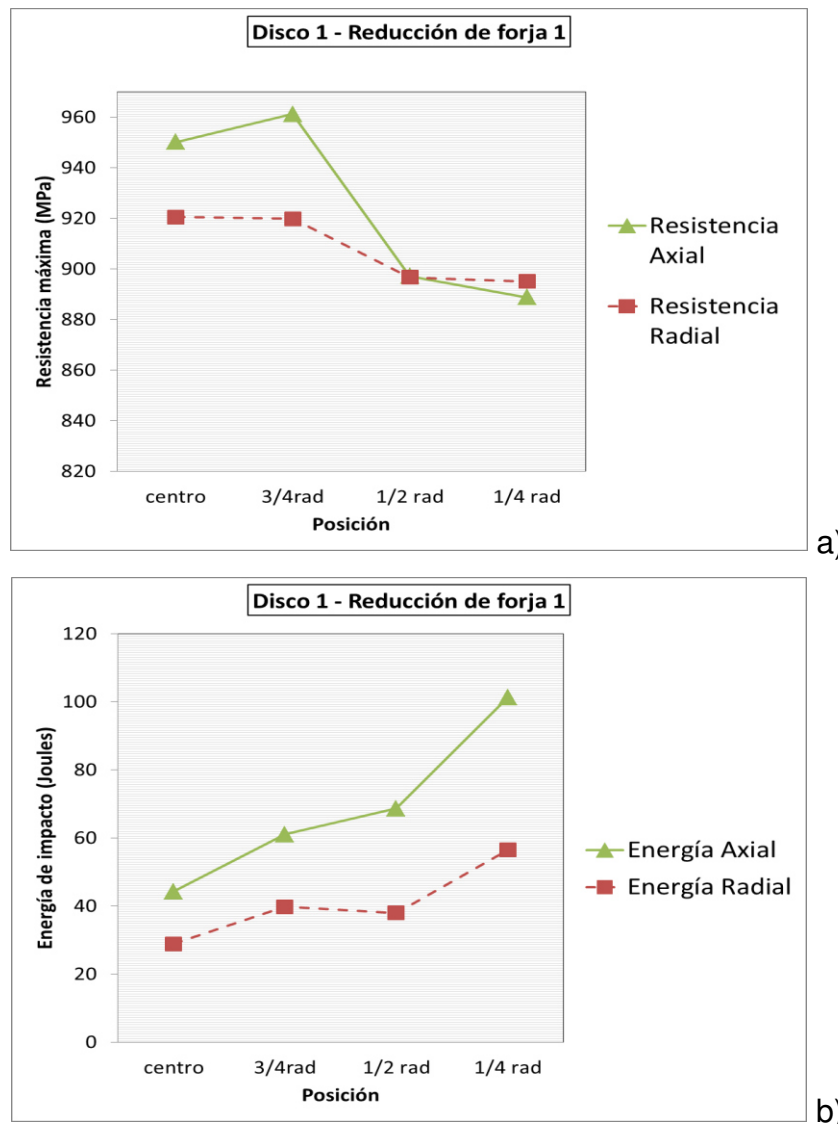 Disco 1 - Reducción de forja 1
960
940
920
900
880
860
840
820
Resistencia máxima (MPa)
centro 3/4rad 1/2 rad 1/4 rad
Posición
Resistencia
Axial
Resistencia
Radial
a)
Disco 1 - Reducción de forja 1
120
100
80
60
40
20
0
Energía de impacto (Joules)
centro 3/4rad 1/2 rad 1/4 rad
Posición
Energía Axial
Energía Radial
b)